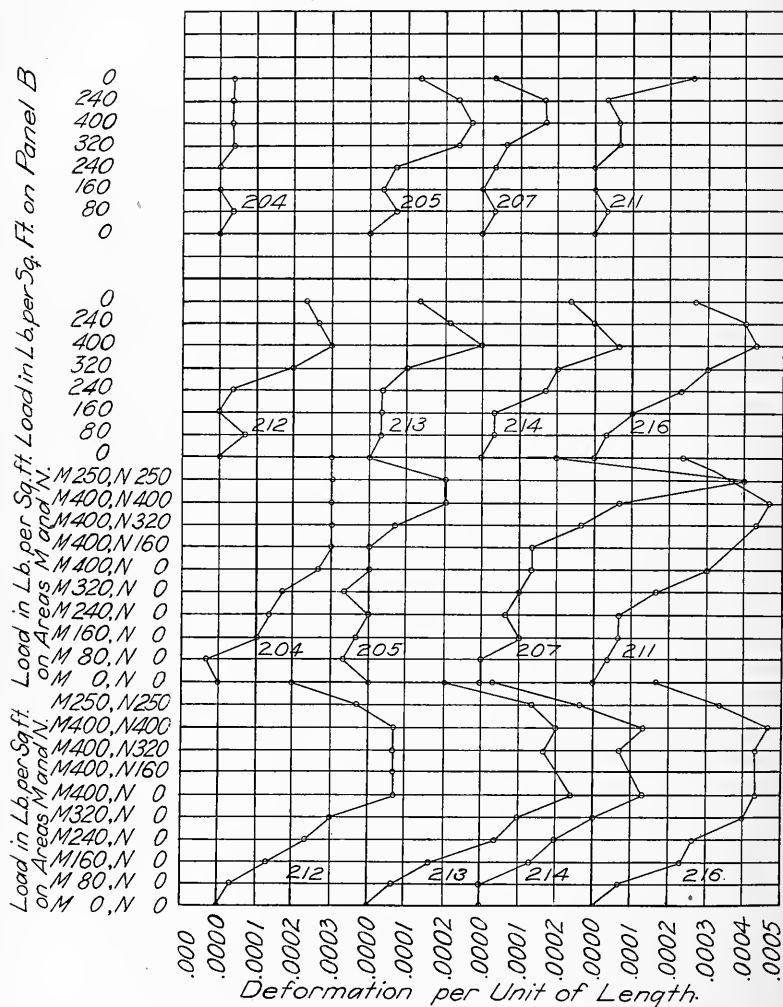 Load in Lb. per Sq. Ft. on Panel B
0
240
400
320
240
160
80
0
204
205
207
211
Load in Lb. per Sq. Ft.
0
240
400
320
240
160
80
0
212
213
214
216
Load in Lb. per Sq. ft.
on Areas M and N.
M 250, N 250
M 400, N 400
M 400, N 320
M 400, N 160
M 400, N 0
M 320, N 0
M 240, N 0
M 160, N 0
M 80, N 0
M 0, N 0
204
205
207
211
Load in Lb. per Sq. ft.
on Areas M and N.
M 250, N 250
M 400, N 400
M 400, N 320
M 400, N 160
M 400, N 0
M 320, N 0
M 240, N 0
M 160, N 0
M 80, N 0
M 0, N 0
212
213
214
216
.000
.0000
.0001
.0002
.0000
.0001
.0002
.0000
.0001
.0002
.0000
.0001
.0003
.0004
.0005
Deformation per Unit of Length.